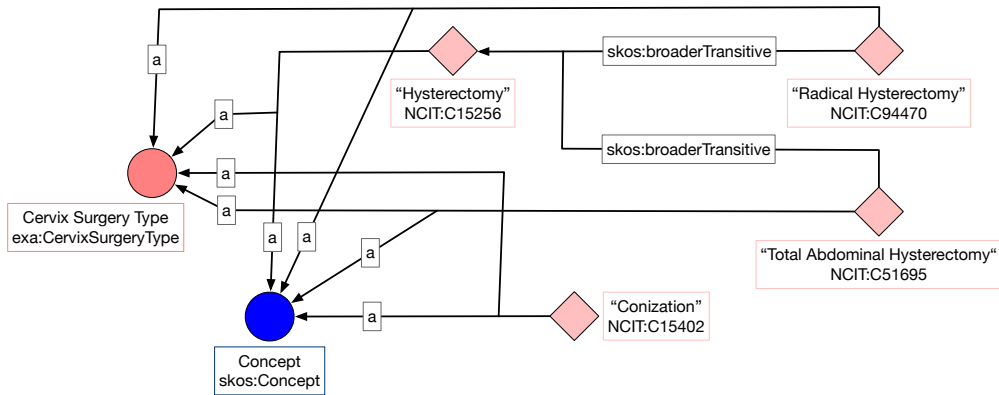 a
skos:broaderTransitive
“Hysterectomy”
NCIT:C15256
“Radical Hysterectomy”
NCIT:C94470
a
skos:broaderTransitive
a
a
Cervix Surgery Type
exa:CervixSurgeryType
a
a
a
“Total Abdominal Hysterectomy“
NCIT:C51695
a
“Conization”
NCIT:C15402
Concept
skos:Concept